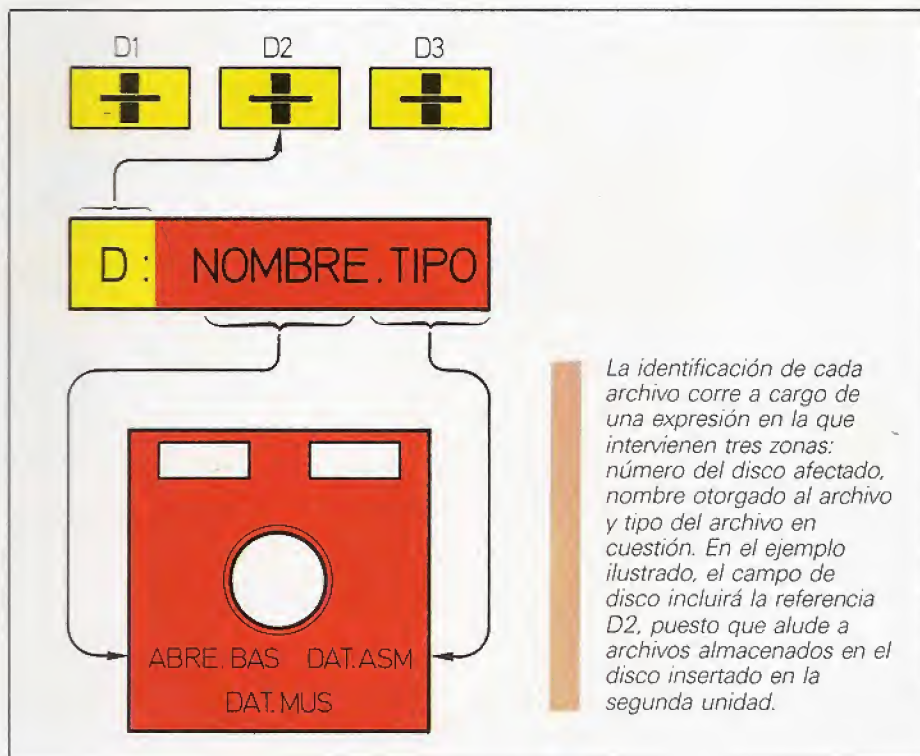 D1 D2 D3
D: NOMBRE.TIPO
ABRE.BAS DAT.ASM
DAT.MUS
La identificación de cada
archivo corre a cargo de
una expresión en la que
intervienen tres zonas:
número del disco afectado,
nombre otorgado al archivo
y tipo del archivo en
cuestión. En el ejemplo
ilustrado, el campo de
disco incluirá la referencia
D2, puesto que alude a
archivos almacenados en el
disco insertado en la
segunda unidad.